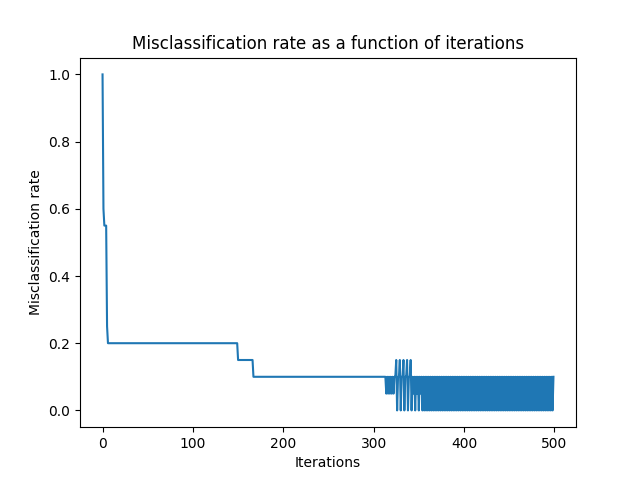 Misclassification rate as a function of iterations
1.0
0.8
0.6
0.4
0.2
0.0
Misclassification rate
0 100 200 300 400 500
Iterations